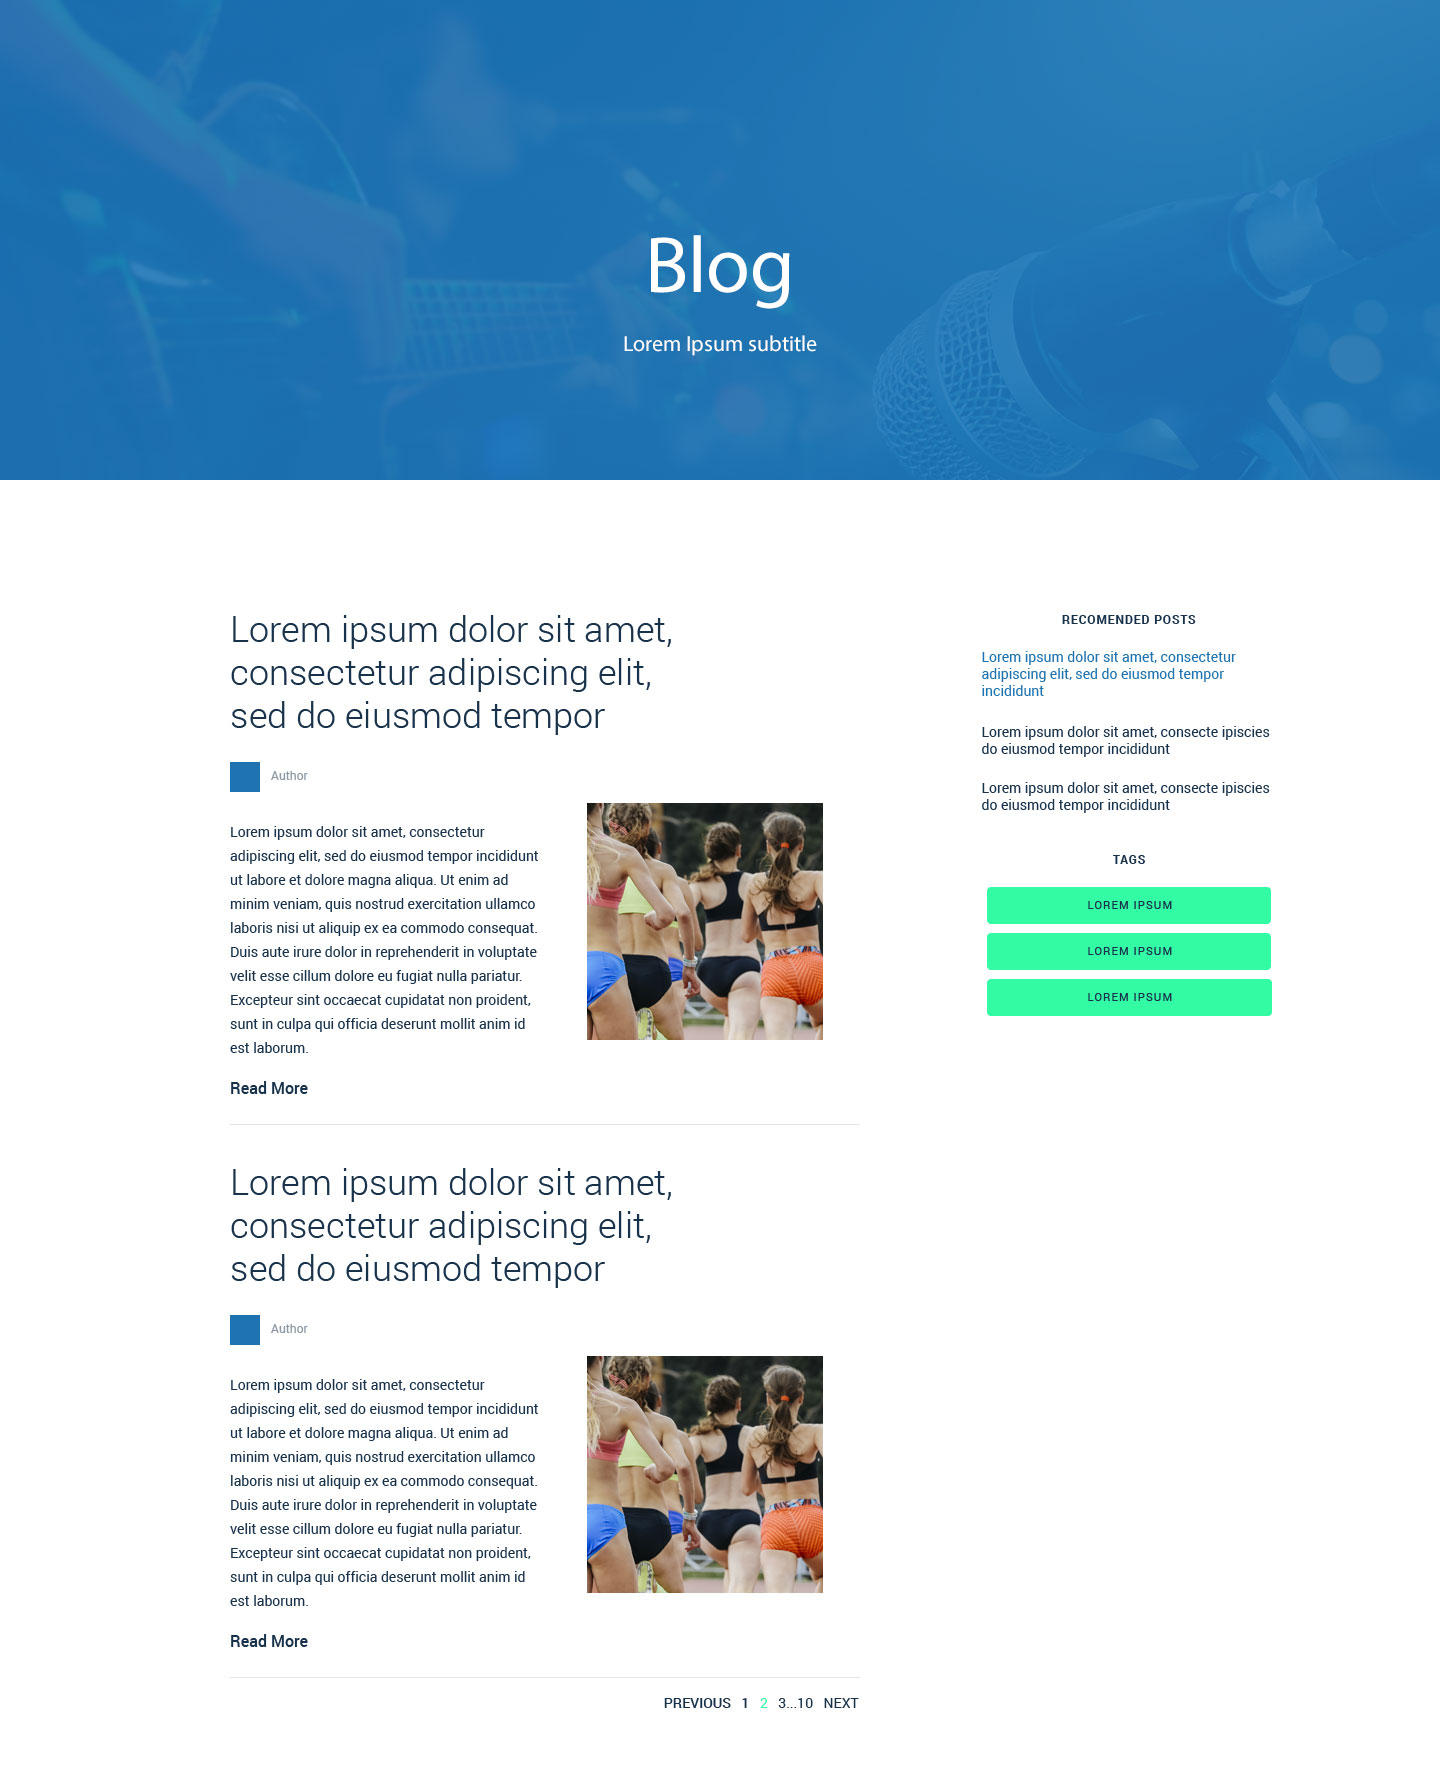 Blog
Lorem Ipsum subtitle
Lorem ipsum dolor sit amet,
consectetur adipiscing elit,
sed do eiusmod tempor
Author
Lorem ipsum dolor sit amet, consectetur
adipiscing elit, sed do eiusmod tempor incididunt
ut labore et dolore magna aliqua. Ut enim ad
minim veniam, quis nostrud exercitation ullamco
laboris nisi ut aliquip ex ea commodo consequat.
Duis aute irure dolor in reprehenderit in voluptate
velit esse cillum dolore eu fugiat nulla pariatur.
Excepteur sint occaecat cupidatat non proident,
sunt in culpa qui officia deserunt mollit anim id
est laborum.
Read More
Lorem ipsum dolor sit amet,
consectetur adipiscing elit,
sed do eiusmod tempor
Author
Lorem ipsum dolor sit amet, consectetur
adipiscing elit, sed do eiusmod tempor incididunt
ut labore et dolore magna aliqua. Ut enim ad
minim veniam, quis nostrud exercitation ullamco
laboris nisi ut aliquip ex ea commodo consequat.
Duis aute irure dolor in reprehenderit in voluptate
velit esse cillum dolore eu fugiat nulla pariatur.
Excepteur sint occaecat cupidatat non proident,
sunt in culpa qui officia deserunt mollit anim id
est laborum.
Read More
PREVIOUS 1 2 3...10 NEXT
RECOMENDED POSTS
Lorem ipsum dolor sit amet, consectetur
adipiscing elit, sed do eiusmod tempor
incididunt
Lorem ipsum dolor sit amet, consecte ipiscies
do eiusmod tempor incididunt
Lorem ipsum dolor sit amet, consecte ipiscies
do eiusmod tempor incididunt
TAGS
LOREM IPSUM
LOREM IPSUM
LOREM IPSUM